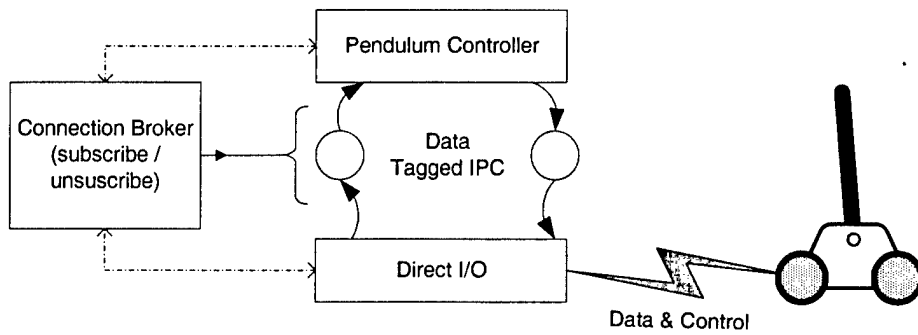 Pendulum Controller
Connection Broker
(subscribe /
unsuscribe)
Data
Tagged IPC
Direct I/O
Data & Control